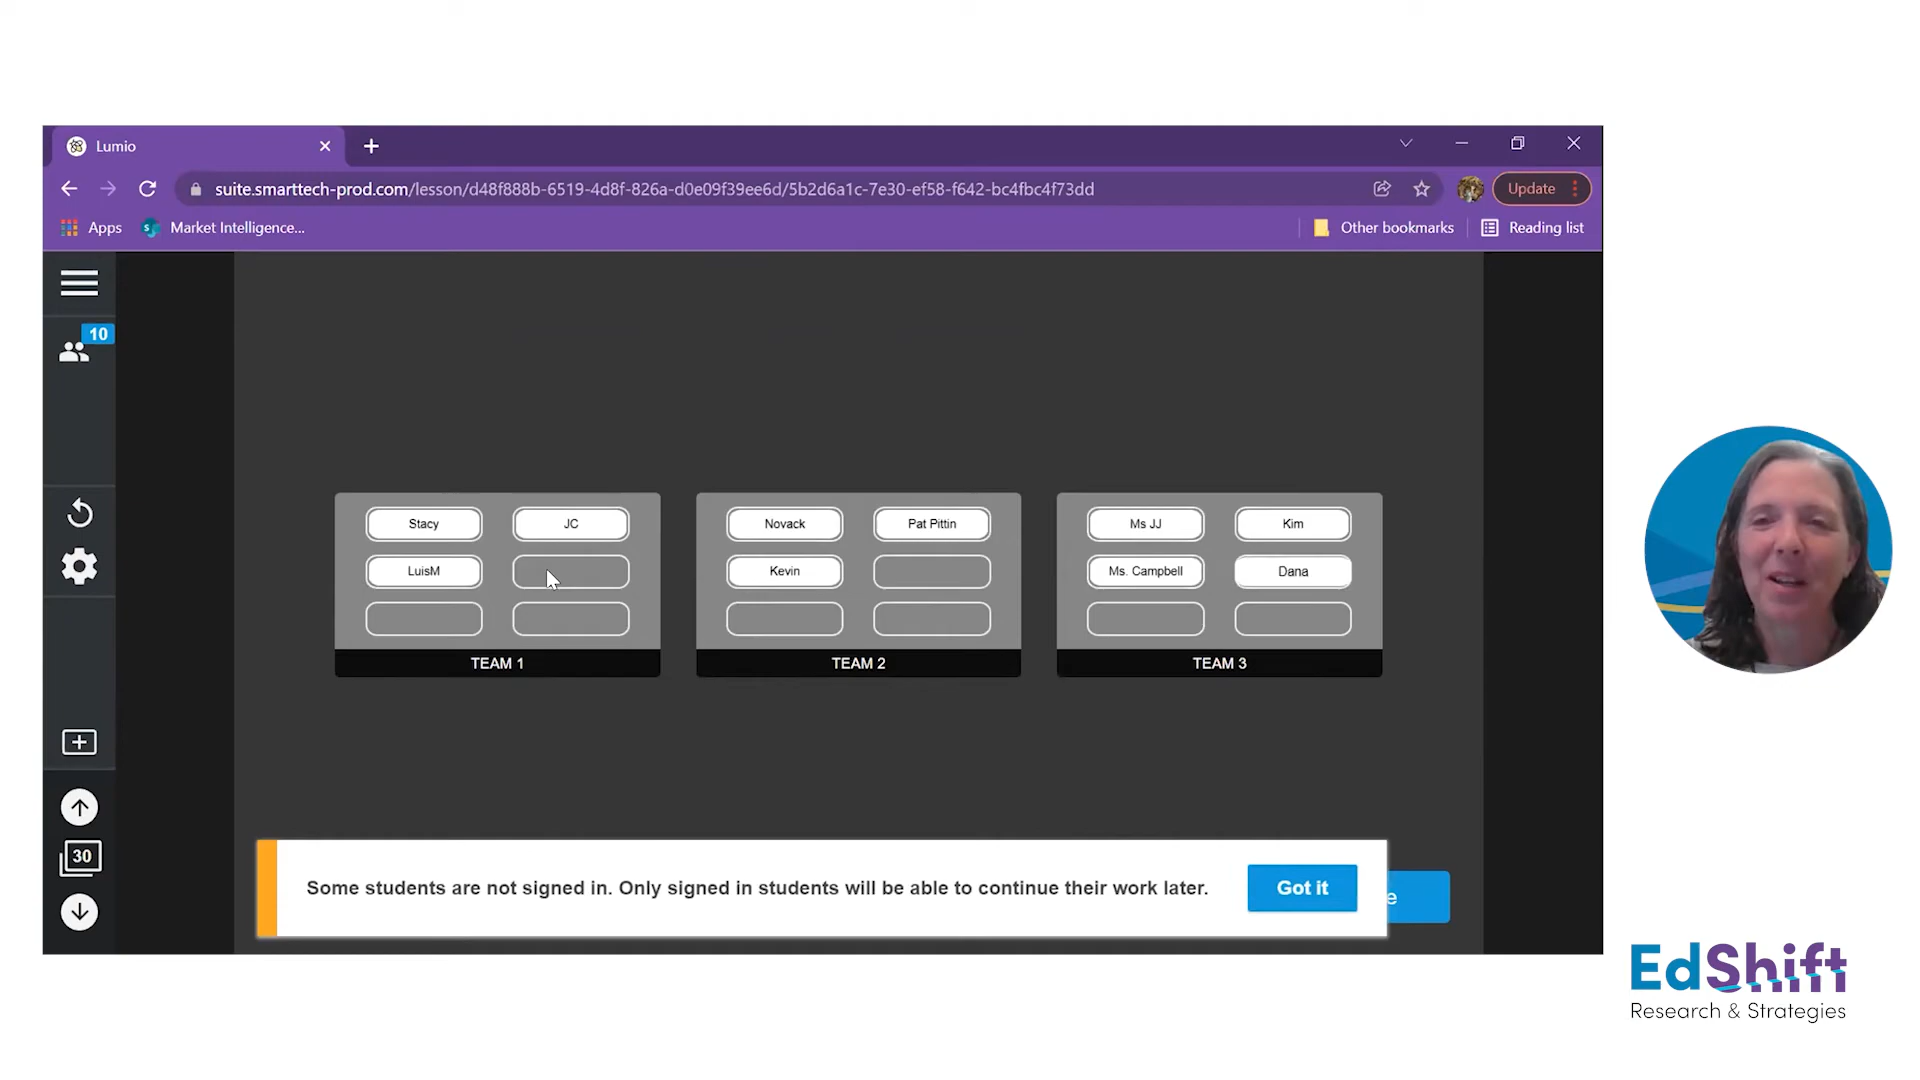 Lumio
suite.smarttech-prod.com/lesson/d48f888b-6519-4d8f-826a-d0e09f39ee6d/5b2d6a1c-7e30-ef58-f642-bc4fbc4f73dd
Update
Apps
Market Intelligence...
Other bookmarks
Reading list
10
Stacy
JC
LuisM
TEAM 1
Novack
Pat Pittin
Kevin
TEAM 2
Ms JJ
Kim
Ms. Campbell
Dana
TEAM 3
30
Some students are not signed in. Only signed in students will be able to continue their work later.
Got it
EdShift
Research & Strategies